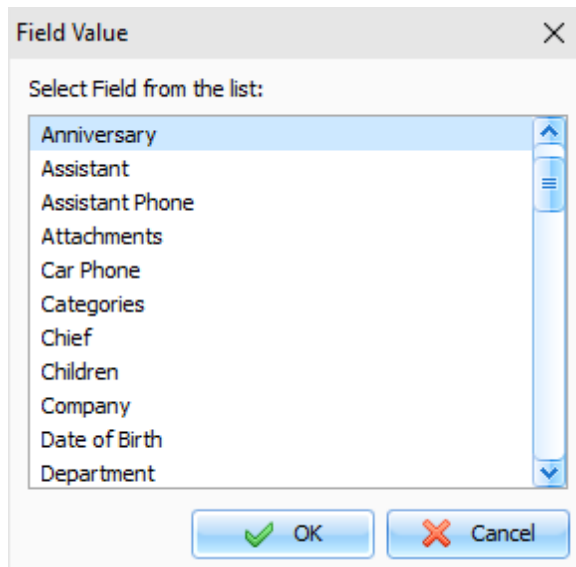 Field Value
Select Field from the list:
Anniversary
Assistant
Assistant Phone
Attachments
Car Phone
Categories
Chief
Children
Company
Date of Birth
Department
OK Cancel